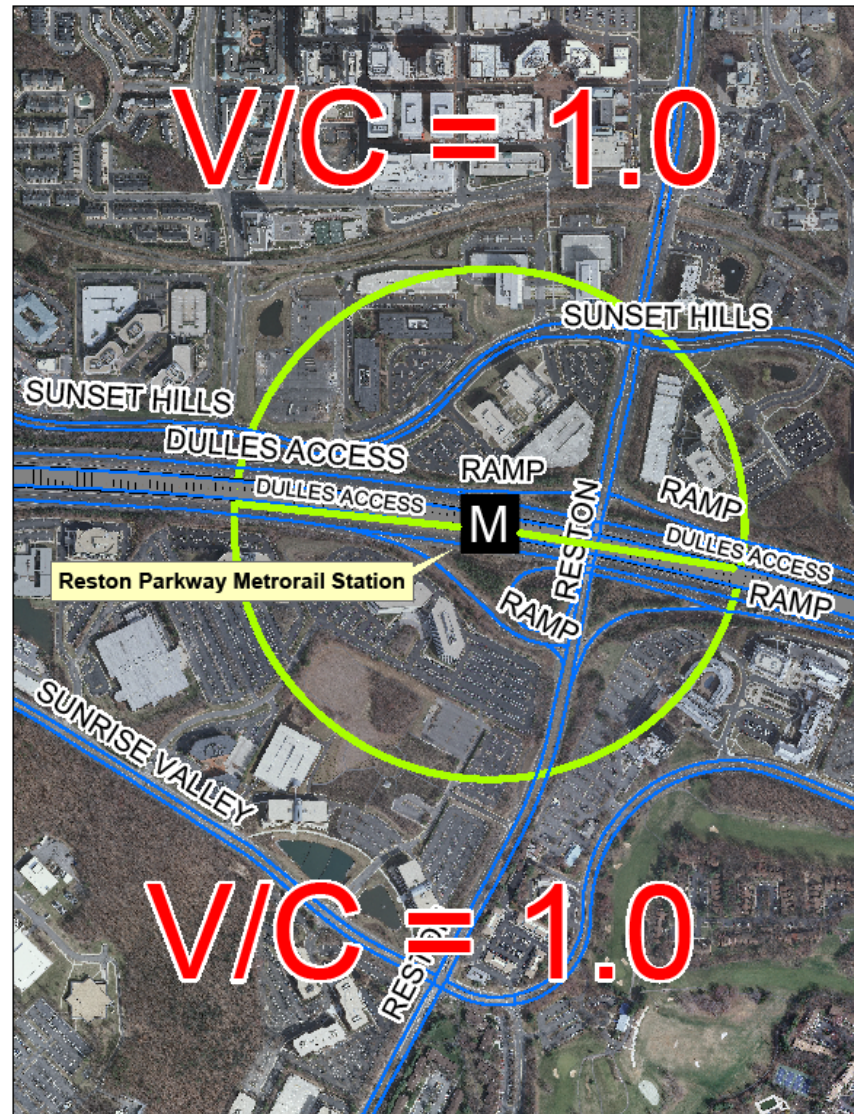 V/C = 1.0
SUNSET HILLS
SUNSET HILLS
DULLES ACCESS
RAMP
DULLES ACCESS
RAMP
RESTON
M
DULLES ACCESS
Reston Parkway Metrorail Station
RAMP
RAMP
SUNRISE VALLEY
V/C = 1.0
RESTON